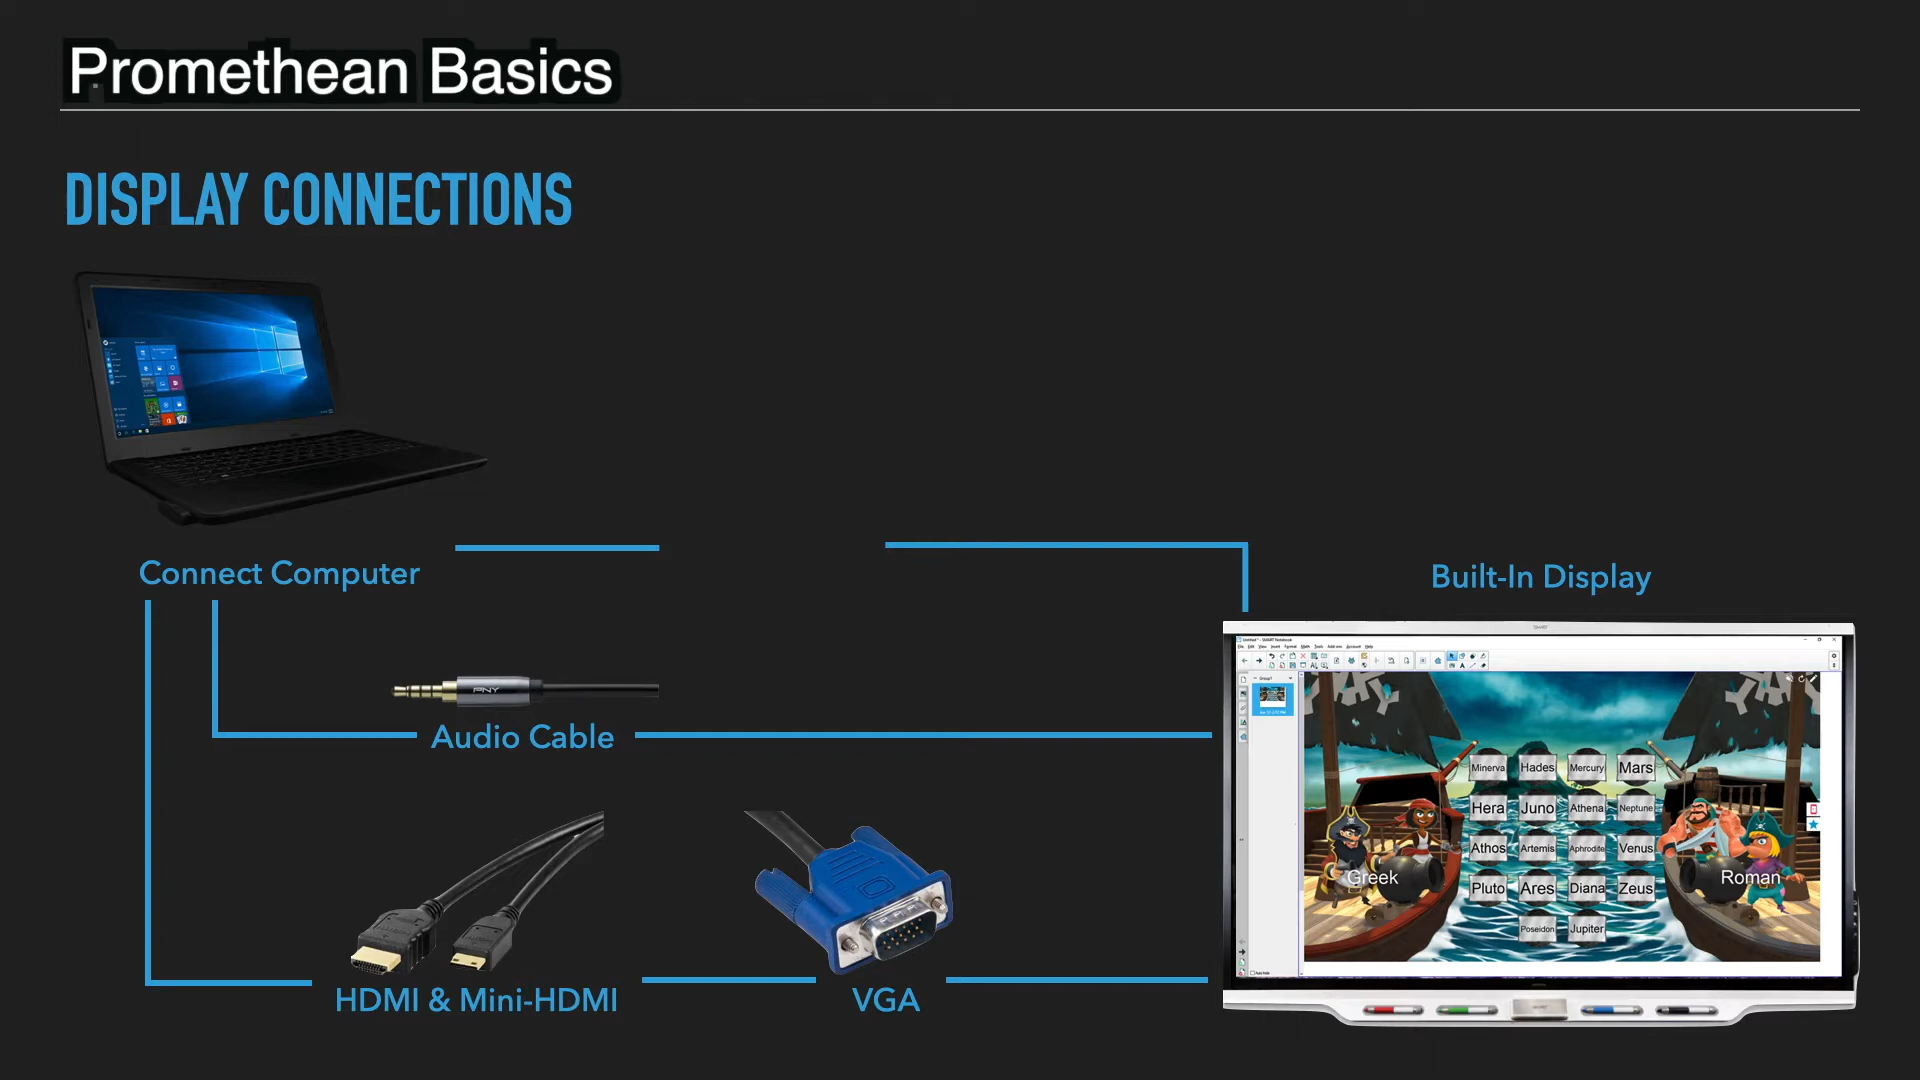 Promethean Basics
DISPLAY CONNECTIONS
Connect Computer
Built-In Display
PNY
Audio Cable
HDMI & Mini-HDMI
VGA
Minerva Hades Mercury Mars
Hera Juno Athena Neptune
Athos Artemis Aphrodite Venus
Greek
Roman
Pluto Ares Diana Zeus
Poseidon Jupiter